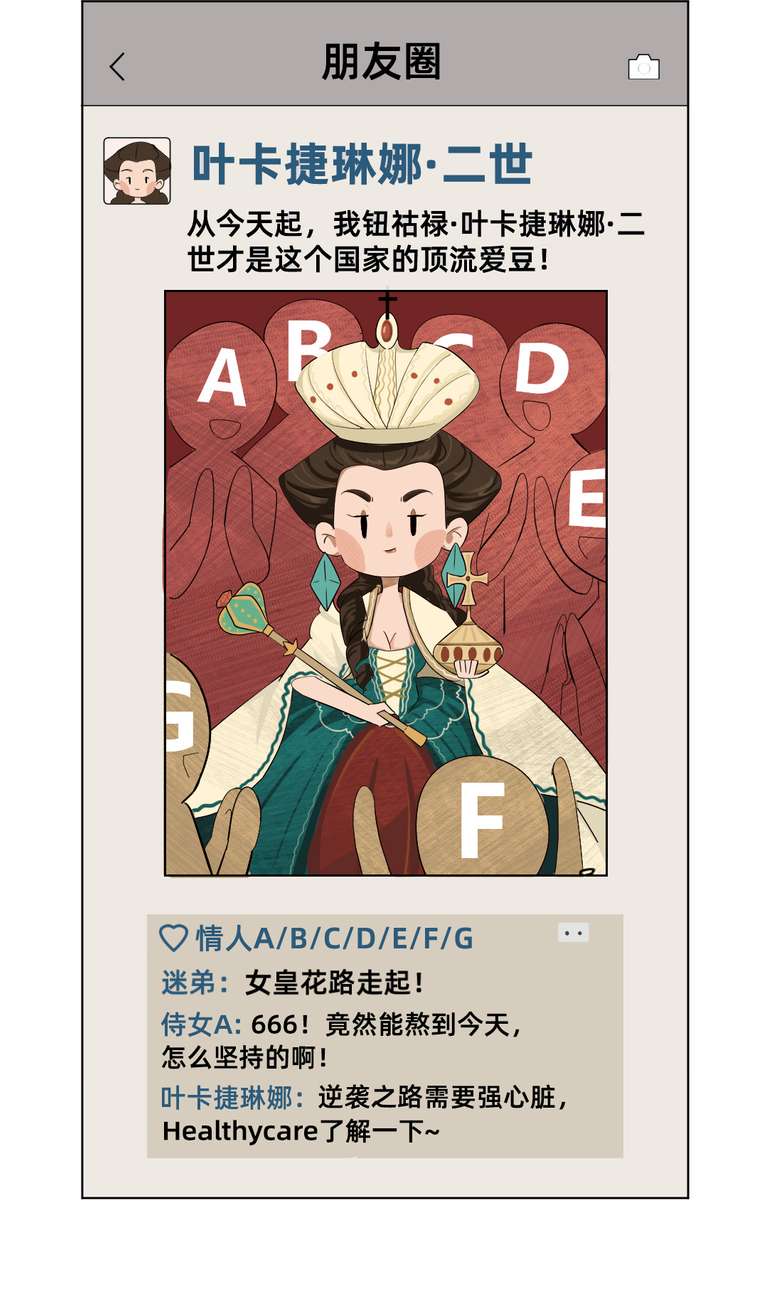 朋友圈
叶卡捷琳娜·二世
从今天起，我钮祜禄·叶卡捷琳娜·二
世才是这个国家的顶流爱豆！
A
B
C
D
E
G
F
情人A/B/C/D/E/F/G
迷弟：女皇花路走起！
侍女A: 666！竟然能熬到今天，
怎么坚持的啊！
叶卡捷琳娜：逆袭之路需要强心脏，
Healthycare了解一下~